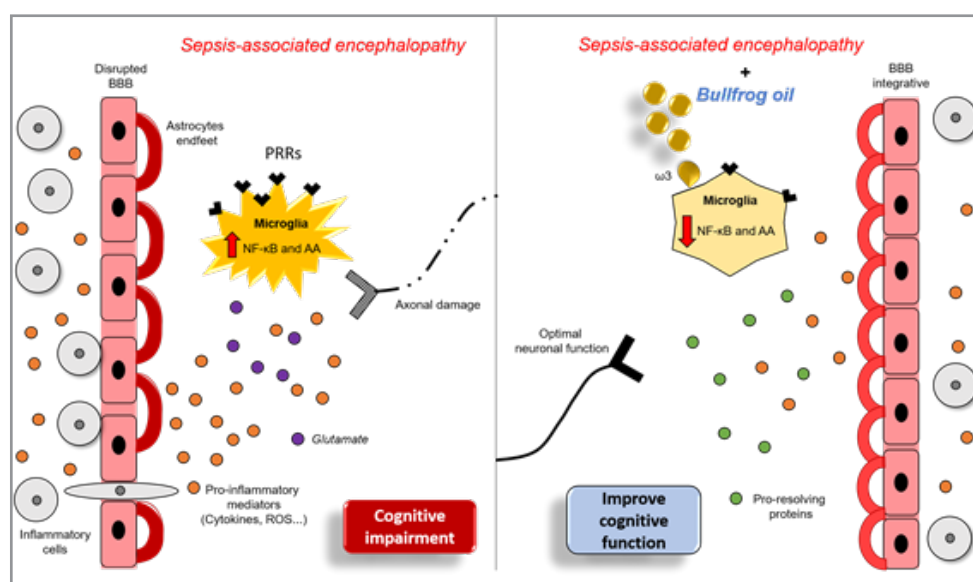 Sepsis-associated encephalopathy
Disrupted
BBB
Astrocytes
endfeet
PRRs
Microglia
NF-κB and AA
Axonal damage
Glutamate
Pro-inflammatory
mediators
(Cytokines, ROS...)
Inflammatory
cells
Cognitive
impairment
Sepsis-associated encephalopathy
+
Bullfrog oil
BBB
integrative
ω3
Microglia
NF-κB and AA
Optimal
neuronal function
Pro-resolving
proteins
Improve
cognitive
function